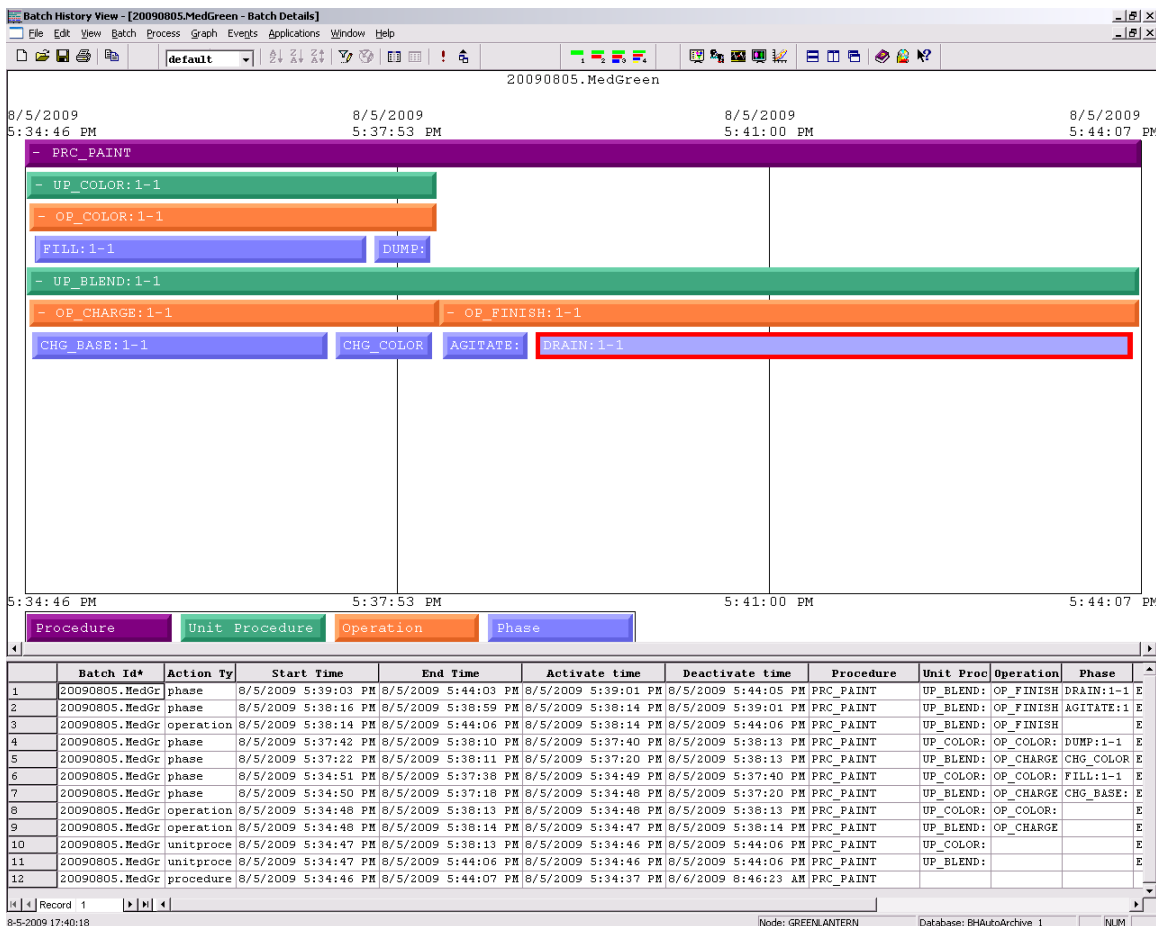 Batch History View - [20090805.MedGreen - Batch Details]
File Edit View Batch Process Graph Events Applications Window Help
default
20090805.MedGreen
8/5/2009 8/5/2009 8/5/2009 8/5/2009
5:34:46 PM 5:37:53 PM 5:41:00 PM 5:44:07 PM
- PRC_PAINT
- UP_COLOR:1-1
- OP_COLOR:1-1
FILL:1-1 DUMP:
- UP_BLEND:1-1
- OP_CHARGE:1-1 - OP_FINISH:1-1
CHG_BASE:1-1 CHG_COLOR AGITATE: DRAIN:1-1
5:34:46 PM 5:37:53 PM 5:41:00 PM 5:44:07 PM
Procedure Unit Procedure Operation Phase
Batch Id* Action Ty Start Time End Time Activate time Deactivate time Procedure Unit Proc Operation Phase
1 20090805.MedGr phase 8/5/2009 5:39:03 PM 8/5/2009 5:44:03 PM 8/5/2009 5:39:01 PM 8/5/2009 5:44:05 PM PRC_PAINT UP_BLEND: OP_FINISH DRAIN:1-1 E
2 20090805.MedGr phase 8/5/2009 5:38:16 PM 8/5/2009 5:38:59 PM 8/5/2009 5:38:14 PM 8/5/2009 5:39:01 PM PRC_PAINT UP_BLEND: OP_FINISH AGITATE:1 E
3 20090805.MedGr operation 8/5/2009 5:38:14 PM 8/5/2009 5:44:06 PM 8/5/2009 5:38:14 PM 8/5/2009 5:44:06 PM PRC_PAINT UP_BLEND: OP_FINISH E
4 20090805.MedGr phase 8/5/2009 5:37:42 PM 8/5/2009 5:38:10 PM 8/5/2009 5:37:40 PM 8/5/2009 5:38:13 PM PRC_PAINT UP_COLOR: OP_COLOR: DUMP:1-1 E
5 20090805.MedGr phase 8/5/2009 5:37:22 PM 8/5/2009 5:38:11 PM 8/5/2009 5:37:20 PM 8/5/2009 5:38:13 PM PRC_PAINT UP_BLEND: OP_CHARGE CHG_COLOR E
6 20090805.MedGr phase 8/5/2009 5:34:51 PM 8/5/2009 5:37:38 PM 8/5/2009 5:34:49 PM 8/5/2009 5:37:40 PM PRC_PAINT UP_COLOR: OP_COLOR: FILL:1-1 E
7 20090805.MedGr phase 8/5/2009 5:34:50 PM 8/5/2009 5:37:18 PM 8/5/2009 5:34:48 PM 8/5/2009 5:37:20 PM PRC_PAINT UP_BLEND: OP_CHARGE CHG_BASE: E
8 20090805.MedGr operation 8/5/2009 5:34:48 PM 8/5/2009 5:38:13 PM 8/5/2009 5:34:48 PM 8/5/2009 5:38:13 PM PRC_PAINT UP_COLOR: OP_COLOR: E
9 20090805.MedGr operation 8/5/2009 5:34:48 PM 8/5/2009 5:38:14 PM 8/5/2009 5:34:47 PM 8/5/2009 5:38:14 PM PRC_PAINT UP_BLEND: OP_CHARGE E
10 20090805.MedGr unitproce 8/5/2009 5:34:47 PM 8/5/2009 5:38:13 PM 8/5/2009 5:34:46 PM 8/5/2009 5:44:06 PM PRC_PAINT UP_COLOR: E
11 20090805.MedGr unitproce 8/5/2009 5:34:47 PM 8/5/2009 5:44:06 PM 8/5/2009 5:34:46 PM 8/5/2009 5:44:06 PM PRC_PAINT UP_BLEND: E
12 20090805.MedGr procedure 8/5/2009 5:34:46 PM 8/5/2009 5:44:07 PM 8/5/2009 5:34:37 PM 8/6/2009 8:46:23 AM PRC_PAINT E
Record 1
8-5-2009 17:40:18 Node: GREENLANTERN Database: BHAutoArchive_1 NUM